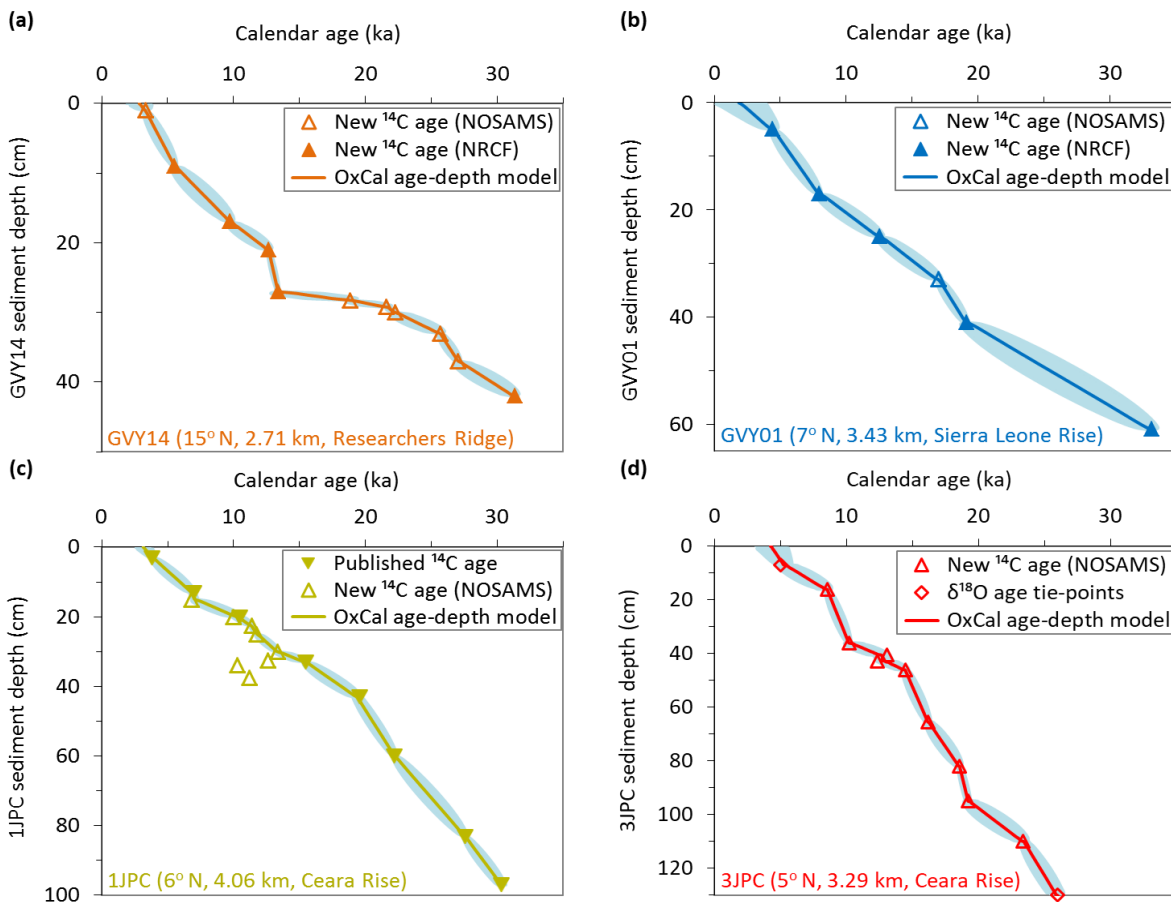 (a)
Calendar age (ka)
0 10 20 30
0
20
40
GVY14 sediment depth (cm)
New ¹⁴C age (NOSAMS)
New ¹⁴C age (NRCF)
OxCal age-depth model
GVY14 (15° N, 2.71 km, Researchers Ridge)
(b)
Calendar age (ka)
0 10 20 30
0
20
40
60
GVY01 sediment depth (cm)
New ¹⁴C age (NOSAMS)
New ¹⁴C age (NRCF)
OxCal age-depth model
GVY01 (7° N, 3.43 km, Sierra Leone Rise)
(c)
Calendar age (ka)
0 10 20 30
0
20
40
60
80
100
1JPC sediment depth (cm)
Published ¹⁴C age
New ¹⁴C age (NOSAMS)
OxCal age-depth model
1JPC (6° N, 4.06 km, Ceara Rise)
(d)
Calendar age (ka)
0 10 20 30
0
20
40
60
80
100
120
3JPC sediment depth (cm)
New ¹⁴C age (NOSAMS)
δ¹⁸O age tie-points
OxCal age-depth model
3JPC (5° N, 3.29 km, Ceara Rise)